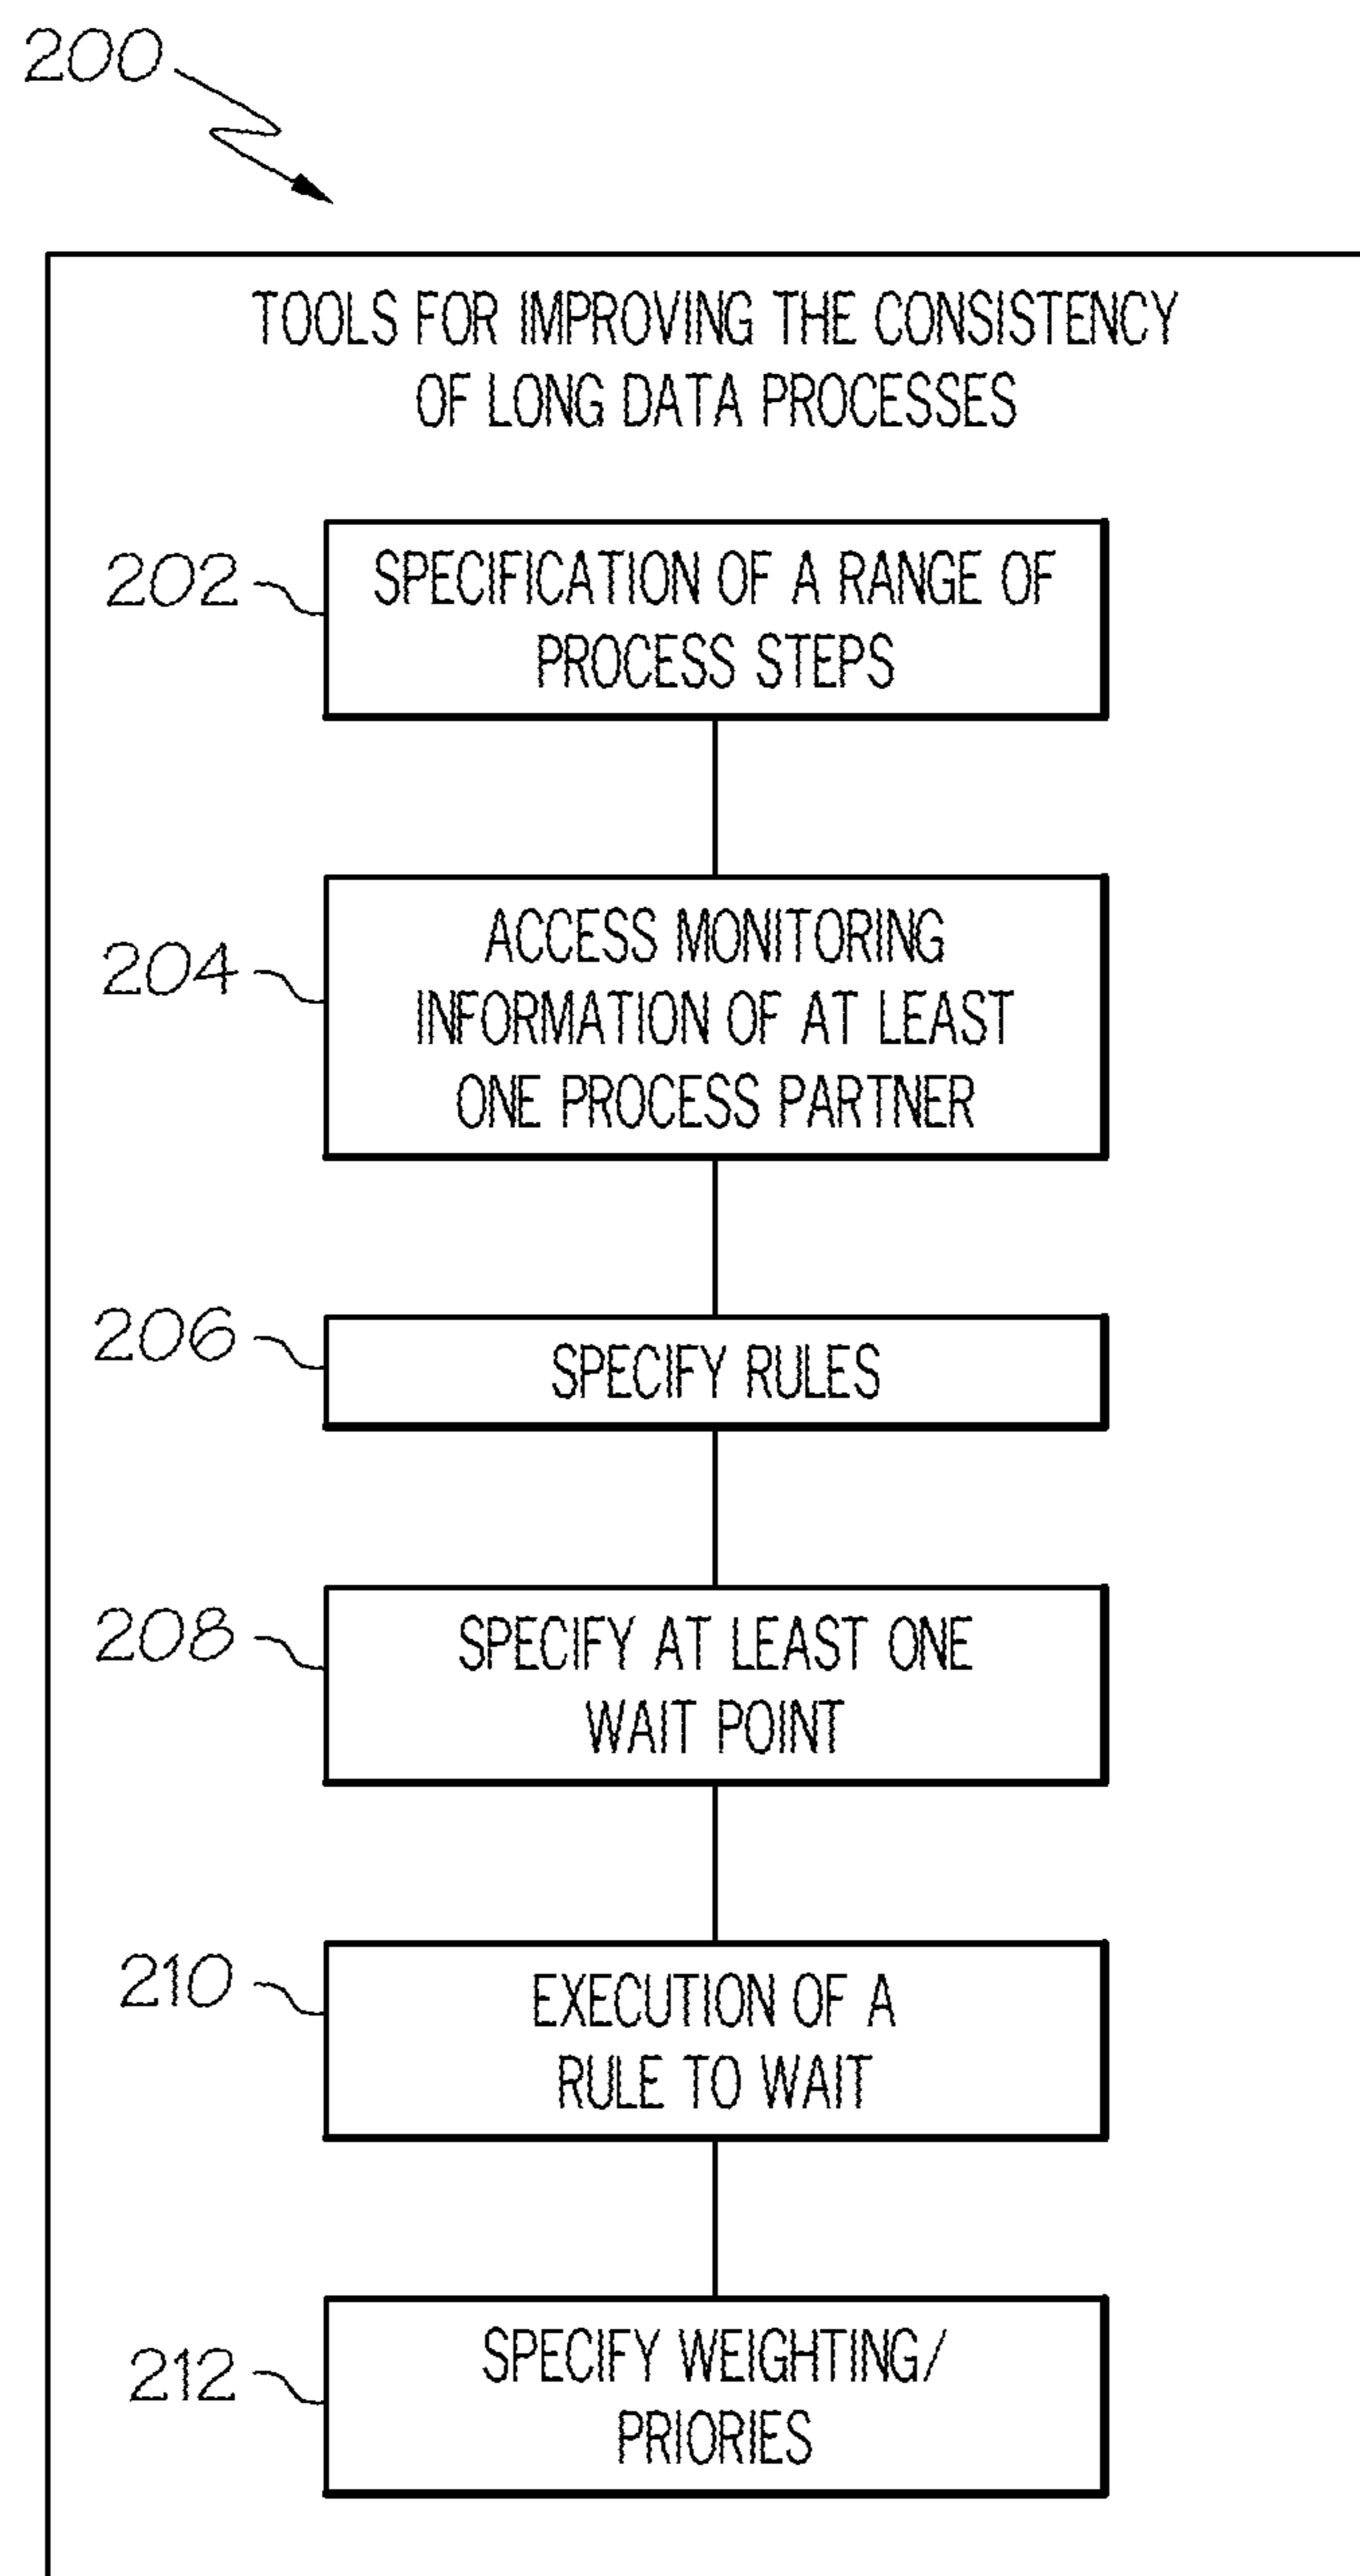 200
TOOLS FOR IMPROVING THE CONSISTENCY
OF LONG DATA PROCESSES
202
SPECIFICATION OF A RANGE OF
PROCESS STEPS
204
ACCESS MONITORING
INFORMATION OF AT LEAST
ONE PROCESS PARTNER
206
SPECIFY RULES
208
SPECIFY AT LEAST ONE
WAIT POINT
210
EXECUTION OF A
RULE TO WAIT
212
SPECIFY WEIGHTING/
PRIORIES